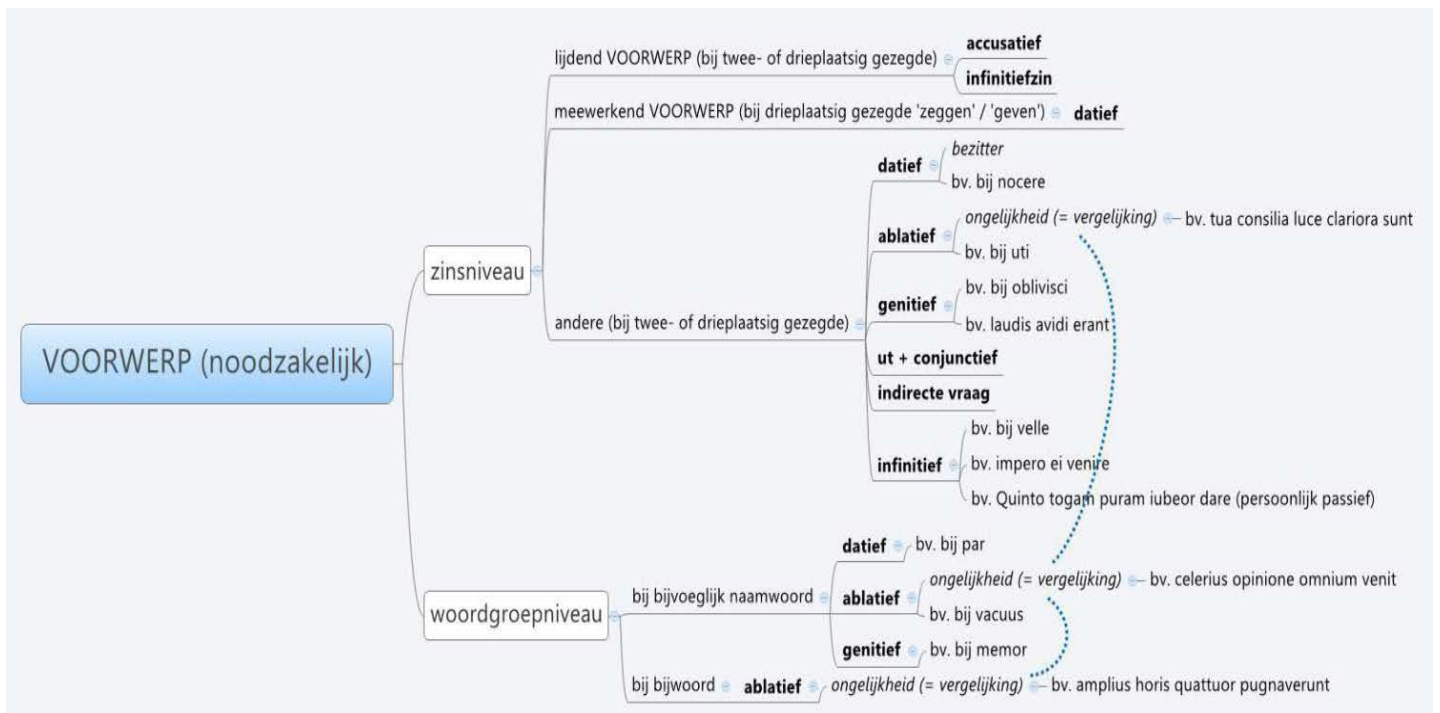 VOORWERP (noodzakelijk)
zinsniveau
lijdend VOORWERP (bij twee- of drieplaatsig gezegde)
accusatief
infinitiefzin
meewerkend VOORWERP (bij drieplaatsig gezegde 'zeggen' / 'geven')
datief
andere (bij twee- of drieplaatsig gezegde)
datief
bezitter
bv. bij nocere
ablatief
ongelijkheid (= vergelijking)
bv. tua consilia luce clariora sunt
bv. bij uti
genitief
bv. bij oblivisci
bv. laudis avidi erant
ut + conjunctief
indirecte vraag
infinitief
bv. bij velle
bv. impero ei venire
bv. Quinto togam puram iubeor dare (persoonlijk passief)
woordgroepniveau
bij bijvoeglijk naamwoord
datief
bv. bij par
ablatief
ongelijkheid (= vergelijking)
bv. celerius opinione omnium venit
bv. bij vacuus
genitief
bv. bij memor
bij bijwoord
ablatief
ongelijkheid (= vergelijking)
bv. amplius horis quattuor pugnaverunt